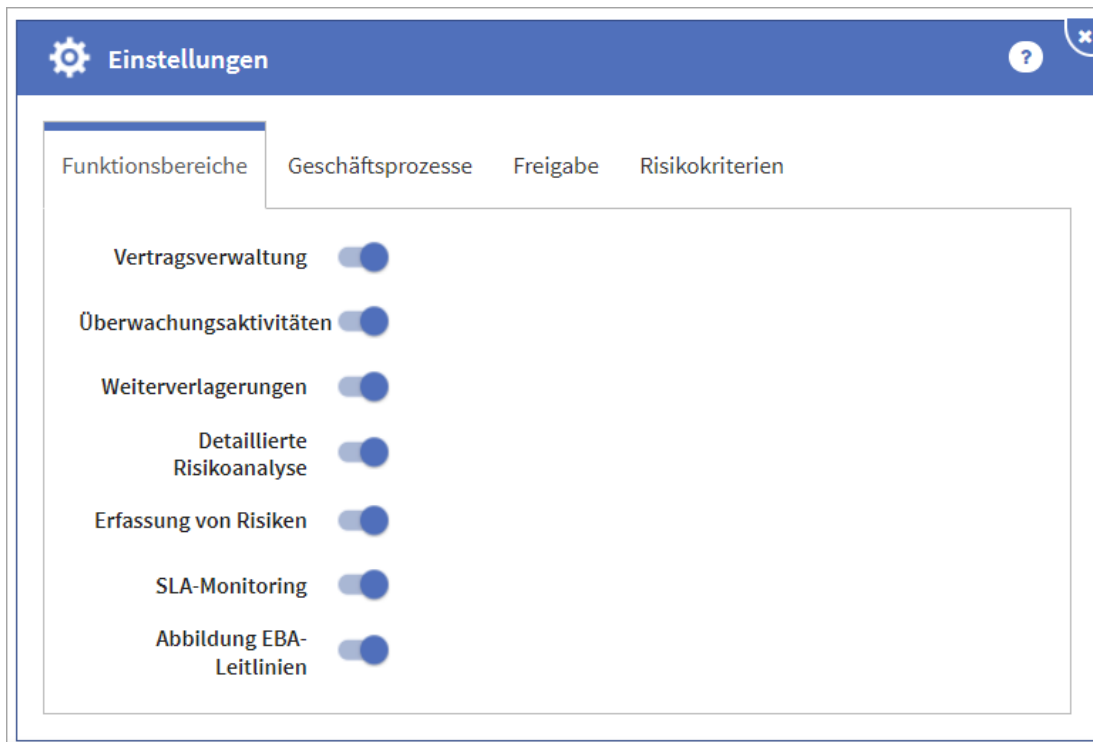 Einstellungen
?
Funktionsbereiche Geschäftsprozesse Freigabe Risikokriterien
Vertragsverwaltung
Überwachungsaktivitäten
Weiterverlagerungen
Detaillierte
Risikoanalyse
Erfassung von Risiken
SLA-Monitoring
Abbildung EBA-
Leitlinien